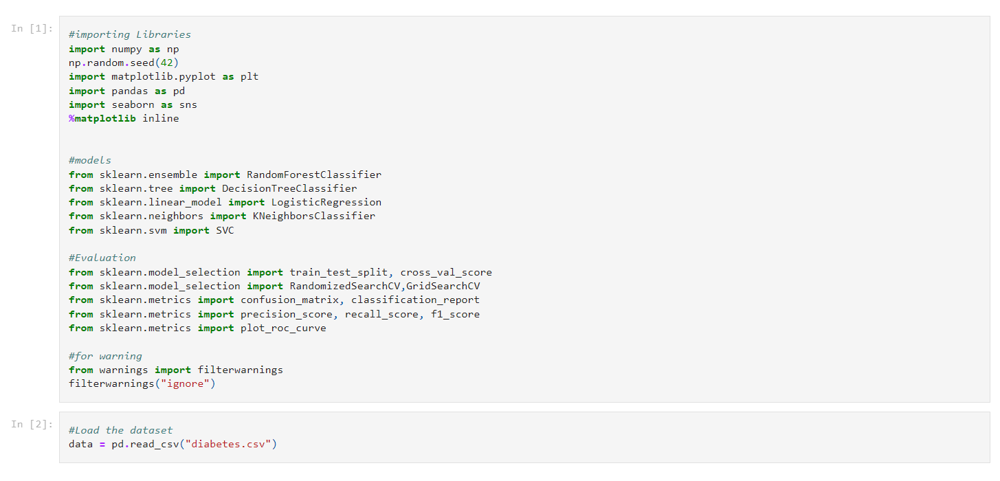 In [1]:
#importing Libraries
import numpy as np
np.random.seed(42)
import matplotlib.pyplot as plt
import pandas as pd
import seaborn as sns
%matplotlib inline
#models
from sklearn.ensemble import RandomForestClassifier
from sklearn.tree import DecisionTreeClassifier
from sklearn.linear_model import LogisticRegression
from sklearn.neighbors import KNeighborsClassifier
from sklearn.svm import SVC
#Evaluation
from sklearn.model_selection import train_test_split, cross_val_score
from sklearn.model_selection import RandomizedSearchCV,GridSearchCV
from sklearn.metrics import confusion_matrix, classification_report
from sklearn.metrics import precision_score, recall_score, f1_score
from sklearn.metrics import plot_roc_curve
#for warning
from warnings import filterwarnings
filterwarnings("ignore")
In [2]:
#Load the dataset
data = pd.read_csv("diabetes.csv")